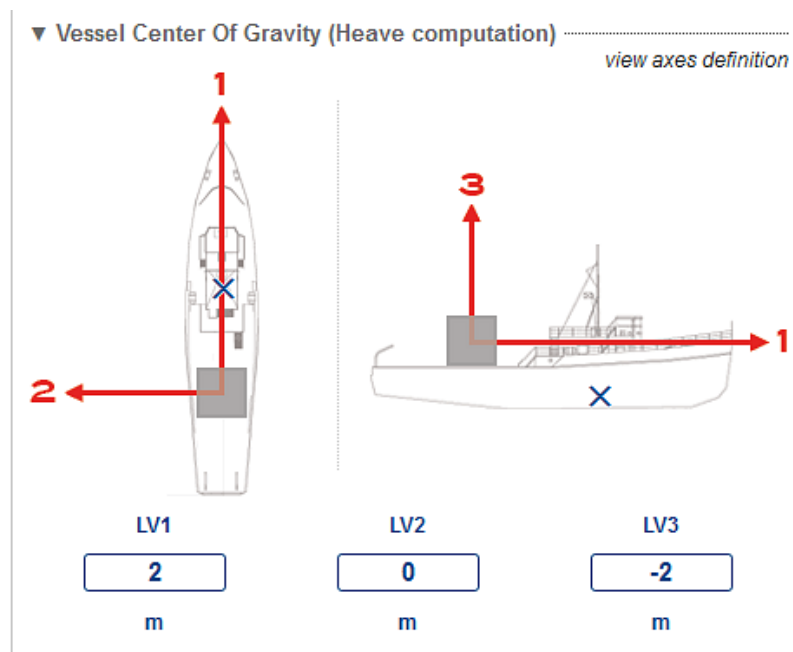 ▼ Vessel Center Of Gravity (Heave computation)
view axes definition
1
2
3
1
LV1 LV2 LV3
2 0 -2
m m m